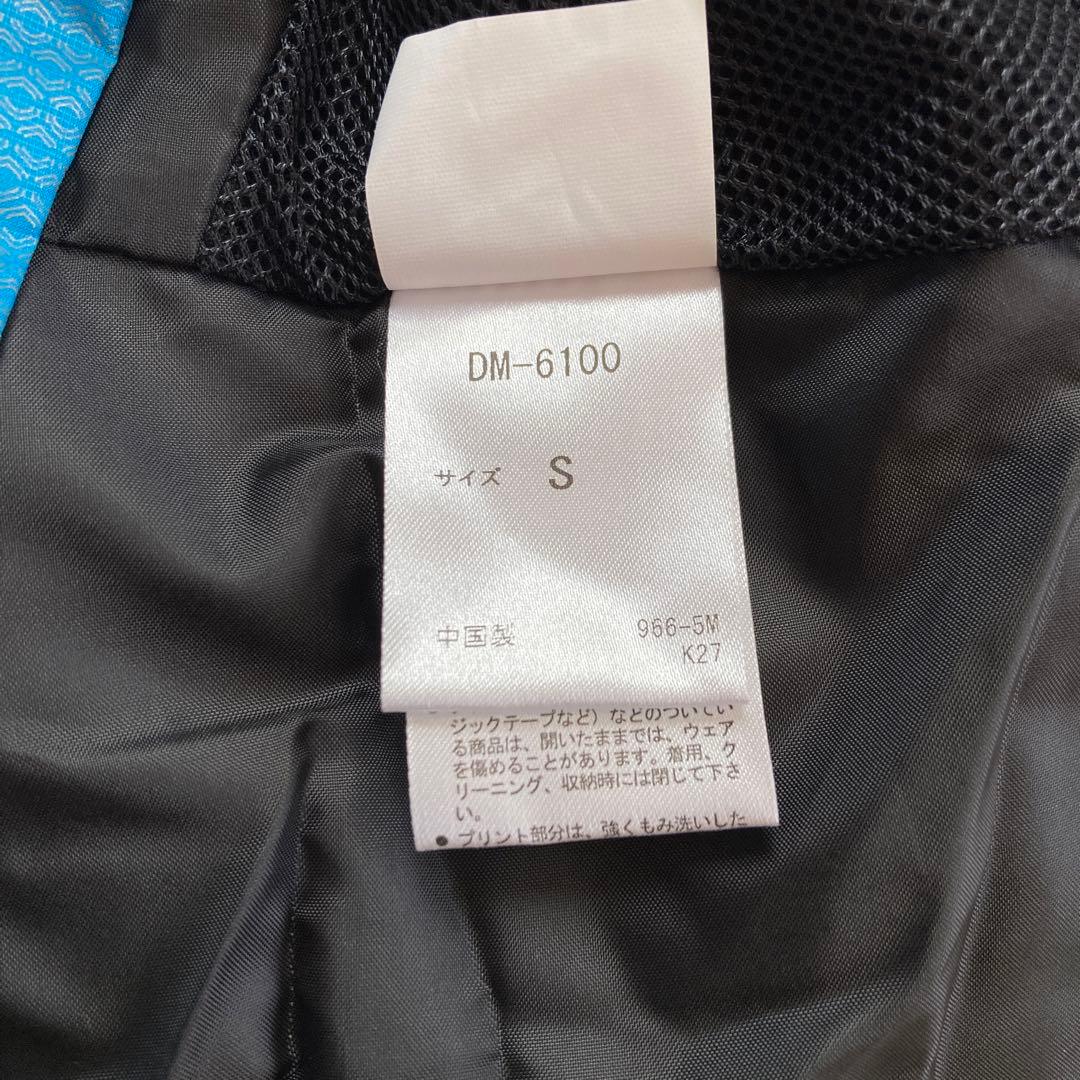 DM-6100
サイズ S
中国製 966-5M
K27
ジックテープなど）などのついてい
る商品は、開いたままでは、ウェア
を傷めることがあります。着用、ク
リーニング、収納時には閉じて下さ
い。
● プリント部分は、強くもみ洗いした